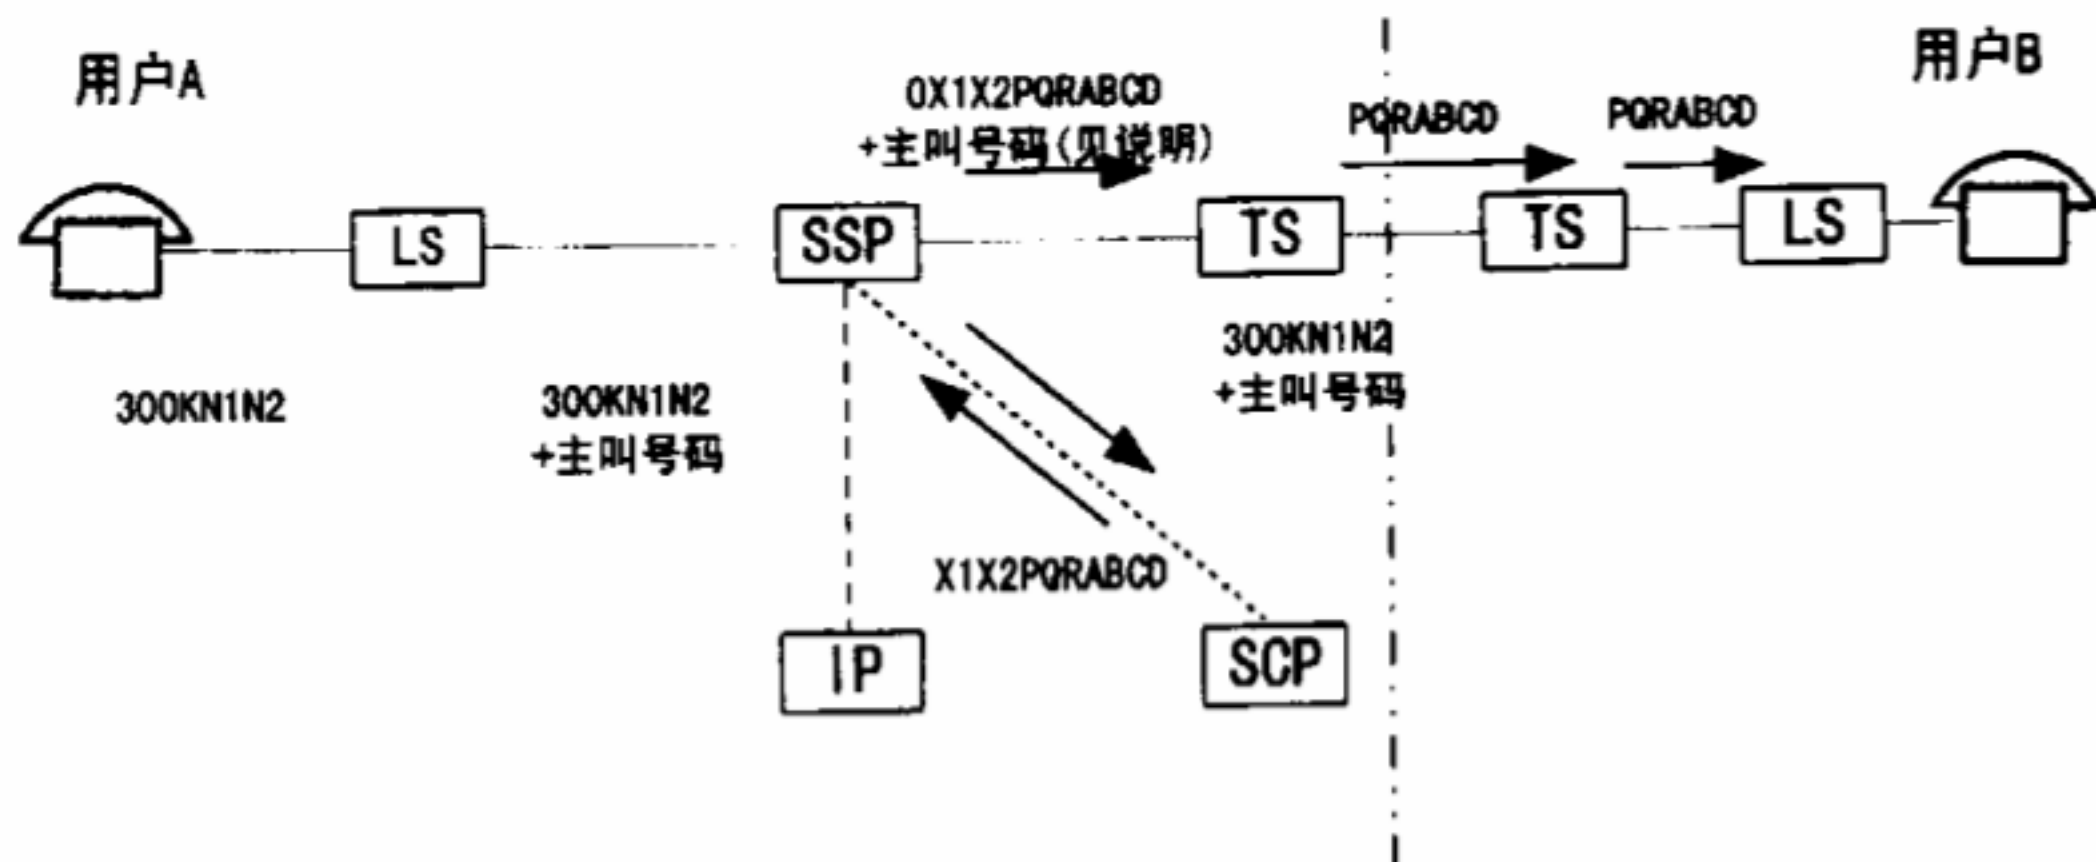 用户A
用户B
0X1X2PQRABCD
+主叫号码(见说明)
PQRABCD
PQRABCD
LS
SSP
TS
TS
LS
300KN1N2
300KN1N2
+主叫号码
300KN1N2
+主叫号码
X1X2PQRABCD
IP
SCP